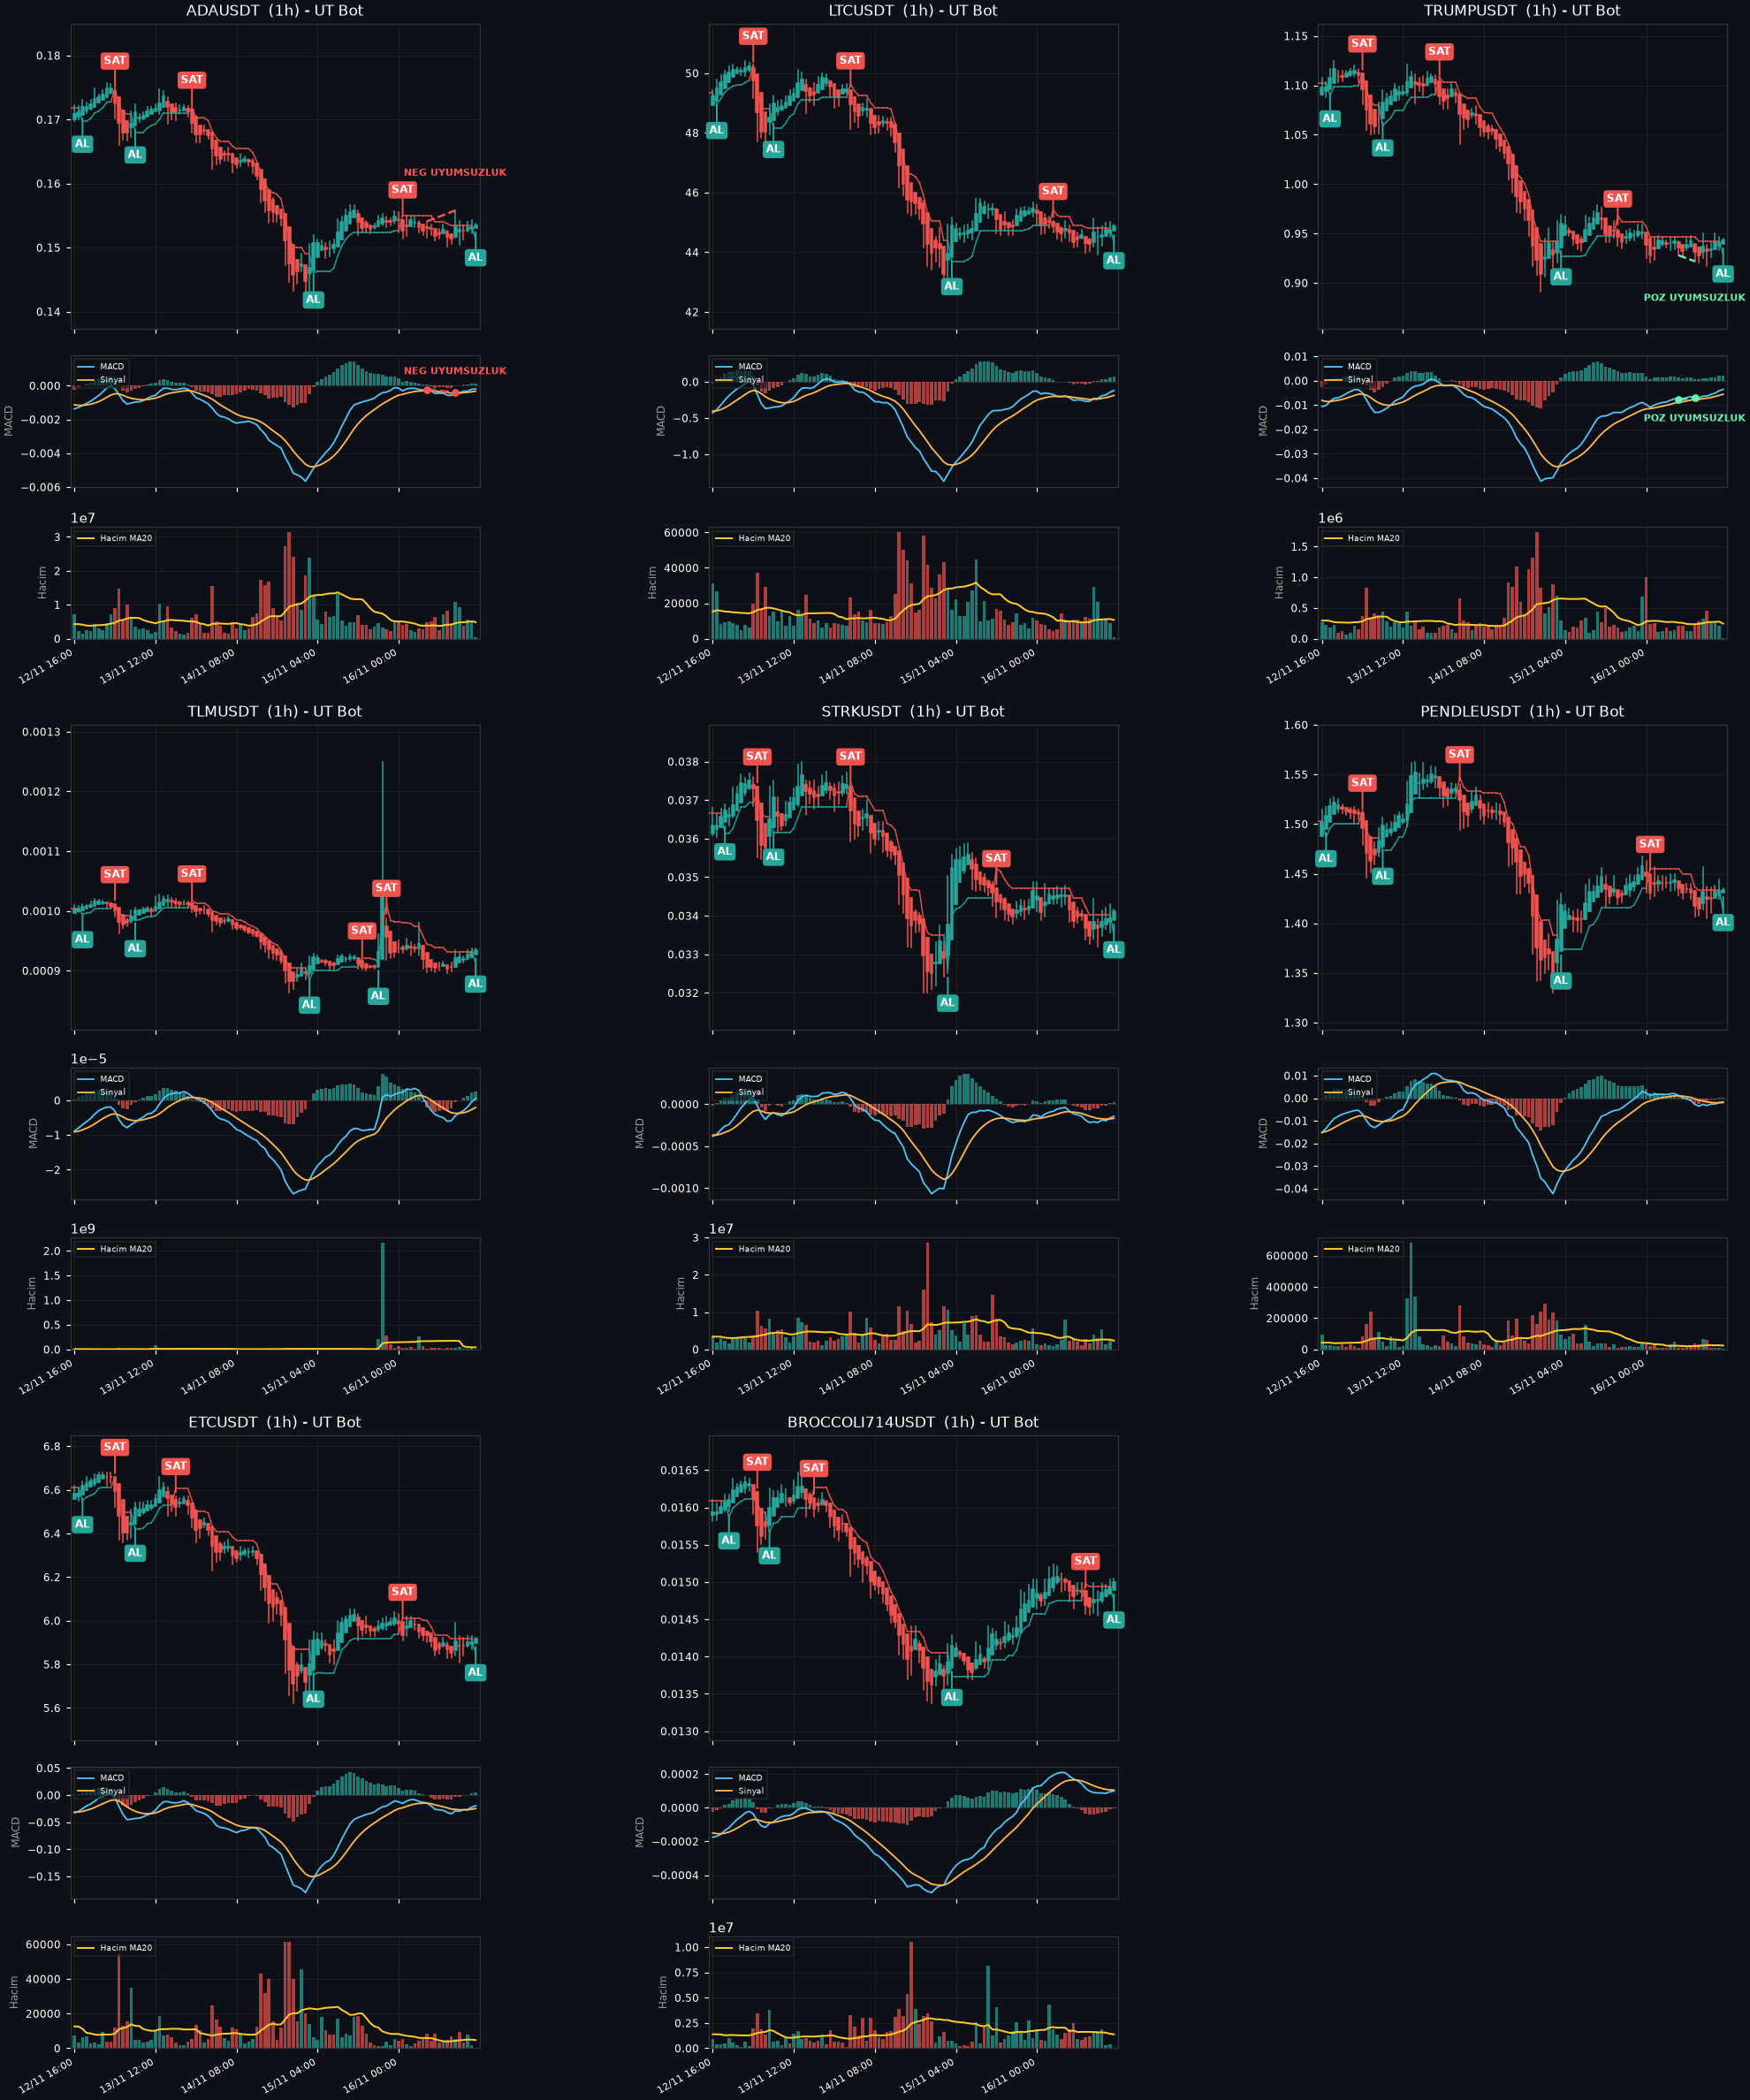 ADAUSDT (1h) - UT Bot
0.18
0.17
0.16
0.15
0.14
SAT
SAT
AL
AL
NEG UYUMSUZLUK
SAT
AL
AL
MACD
Sinyal
NEG UYUMSUZLUK
0.000
−0.002
−0.004
−0.006
MACD
1e7
Hacim MA20
3
2
1
0
Hacim
12/11 16:00
13/11 12:00
14/11 08:00
15/11 04:00
16/11 00:00
LTCUSDT (1h) - UT Bot
50
48
46
44
42
SAT
SAT
AL
AL
SAT
AL
AL
MACD
Sinyal
0.0
−0.5
−1.0
MACD
Hacim MA20
60000
40000
20000
0
Hacim
12/11 16:00
13/11 12:00
14/11 08:00
15/11 04:00
16/11 00:00
TRUMPUSDT (1h) - UT Bot
1.15
1.10
1.05
1.00
0.95
0.90
SAT
SAT
AL
AL
SAT
AL
AL
POZ UYUMSUZLUK
MACD
Sinyal
0.01
0.00
−0.01
−0.02
−0.03
−0.04
MACD
POZ UYUMSUZLUK
1e6
Hacim MA20
1.5
1.0
0.5
0.0
Hacim
12/11 16:00
13/11 12:00
14/11 08:00
15/11 04:00
16/11 00:00
TLMUSDT (1h) - UT Bot
0.0013
0.0012
0.0011
0.0010
0.0009
SAT
SAT
SAT
SAT
AL
AL
AL
AL
AL
1e−5
MACD
Sinyal
0
−1
−2
MACD
1e9
Hacim MA20
2.0
1.5
1.0
0.5
0.0
Hacim
12/11 16:00
13/11 12:00
14/11 08:00
15/11 04:00
16/11 00:00
STRKUSDT (1h) - UT Bot
0.038
0.037
0.036
0.035
0.034
0.033
0.032
SAT
SAT
AL
AL
SAT
AL
AL
MACD
Sinyal
0.0000
−0.0005
−0.0010
MACD
1e7
Hacim MA20
3
2
1
0
Hacim
12/11 16:00
13/11 12:00
14/11 08:00
15/11 04:00
16/11 00:00
PENDLEUSDT (1h) - UT Bot
1.60
1.55
1.50
1.45
1.40
1.35
1.30
SAT
SAT
AL
AL
SAT
AL
AL
MACD
Sinyal
0.01
0.00
−0.01
−0.02
−0.03
−0.04
MACD
Hacim MA20
600000
400000
200000
0
Hacim
12/11 16:00
13/11 12:00
14/11 08:00
15/11 04:00
16/11 00:00
ETCUSDT (1h) - UT Bot
6.8
6.6
6.4
6.2
6.0
5.8
5.6
SAT
SAT
AL
AL
SAT
AL
AL
MACD
Sinyal
0.05
0.00
−0.05
−0.10
−0.15
MACD
Hacim MA20
60000
40000
20000
0
Hacim
12/11 16:00
13/11 12:00
14/11 08:00
15/11 04:00
16/11 00:00
BROCCOLI714USDT (1h) - UT Bot
0.0165
0.0160
0.0155
0.0150
0.0145
0.0140
0.0135
0.0130
SAT
SAT
AL
AL
SAT
AL
AL
MACD
Sinyal
0.0002
0.0000
−0.0002
−0.0004
MACD
1e7
Hacim MA20
1.00
0.75
0.50
0.25
0.00
Hacim
12/11 16:00
13/11 12:00
14/11 08:00
15/11 04:00
16/11 00:00